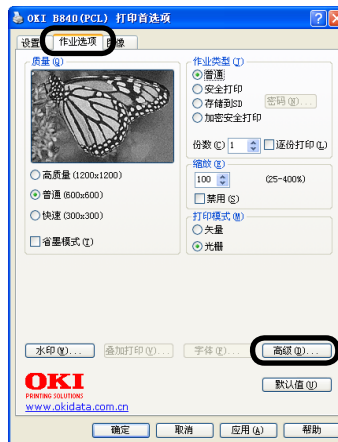 OKI B840(PCL) 打印首选项
设置 作业选项 图像
质量(Q)
高质量(1200x1200)
普通(600x600)
快速(300x300)
省墨模式(T)
作业类型(J)
普通
安全打印
存储到SD
密码(N)...
加密安全打印
份数(C) 1 逐份打印(L)
缩放(E)
100 (25-400%)
禁用(S)
打印模式(M)
矢量
光栅
水印(W)... 叠加打印(V)... 字体(F)... 高级(D)...
OKI
PRINTING SOLUTIONS
www.okidata.com.cn
默认值(U)
确定 取消 应用(A) 帮助